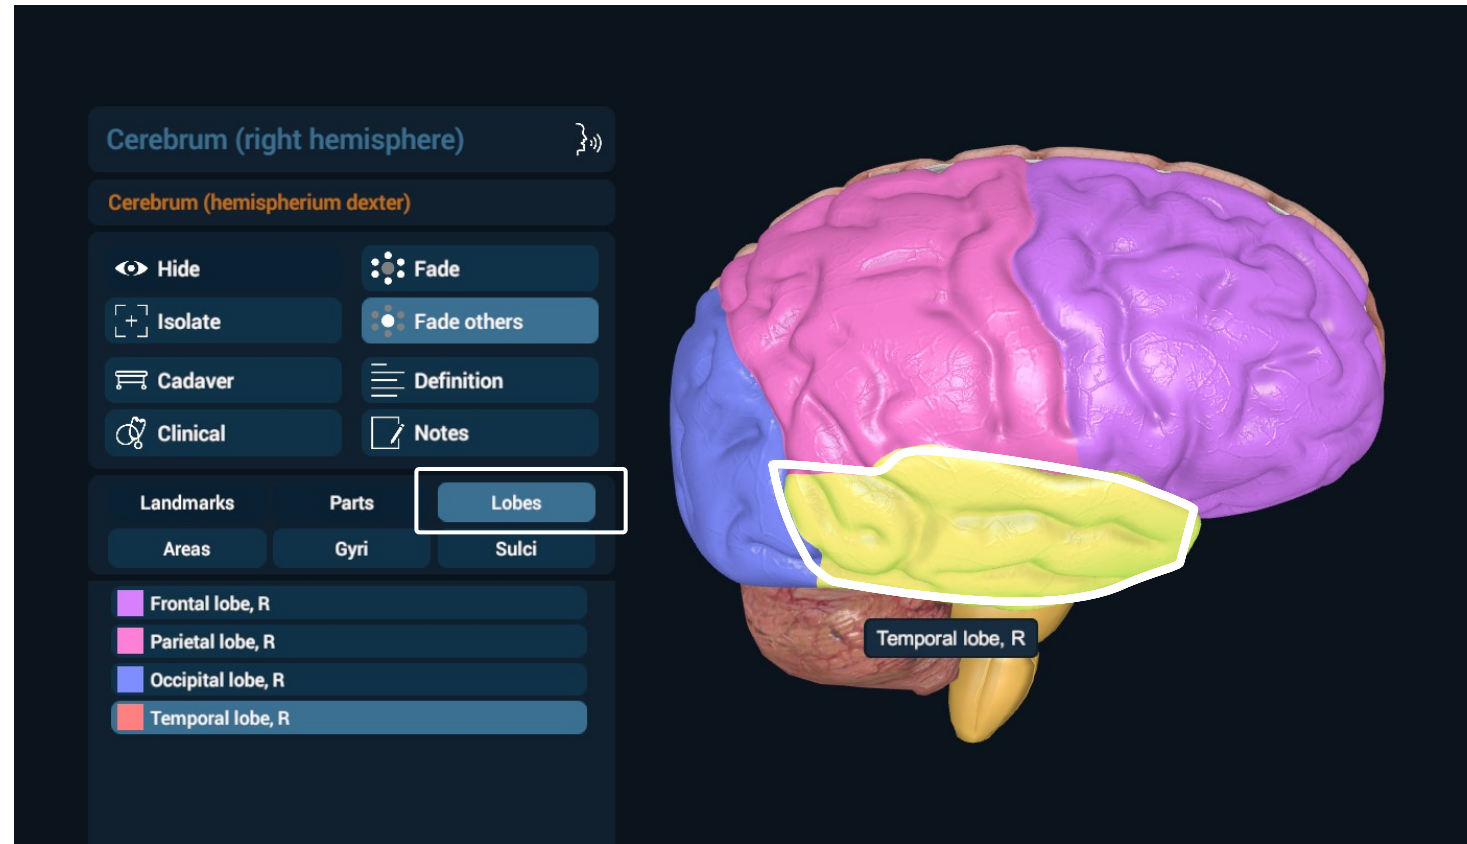 Cerebrum (right hemisphere)
Cerebrum (hemispherium dexter)
Hide
Fade
Isolate
Fade others
Cadaver
Definition
Clinical
Notes
Landmarks
Parts
Lobes
Areas
Gyri
Sulci
Frontal lobe, R
Parietal lobe, R
Occipital lobe, R
Temporal lobe, R
Temporal lobe, R